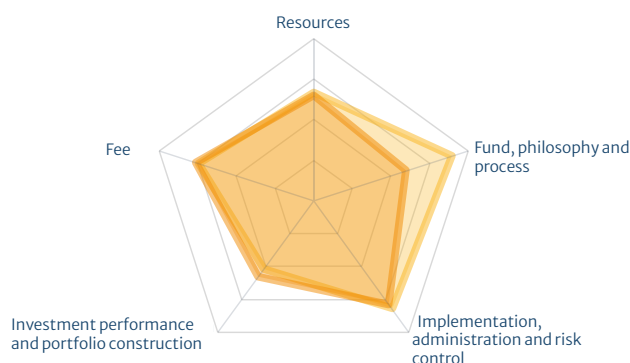 Resources
Fee
Fund, philosophy and
process
Investment performance
and portfolio construction
Implementation,
administration and risk
control